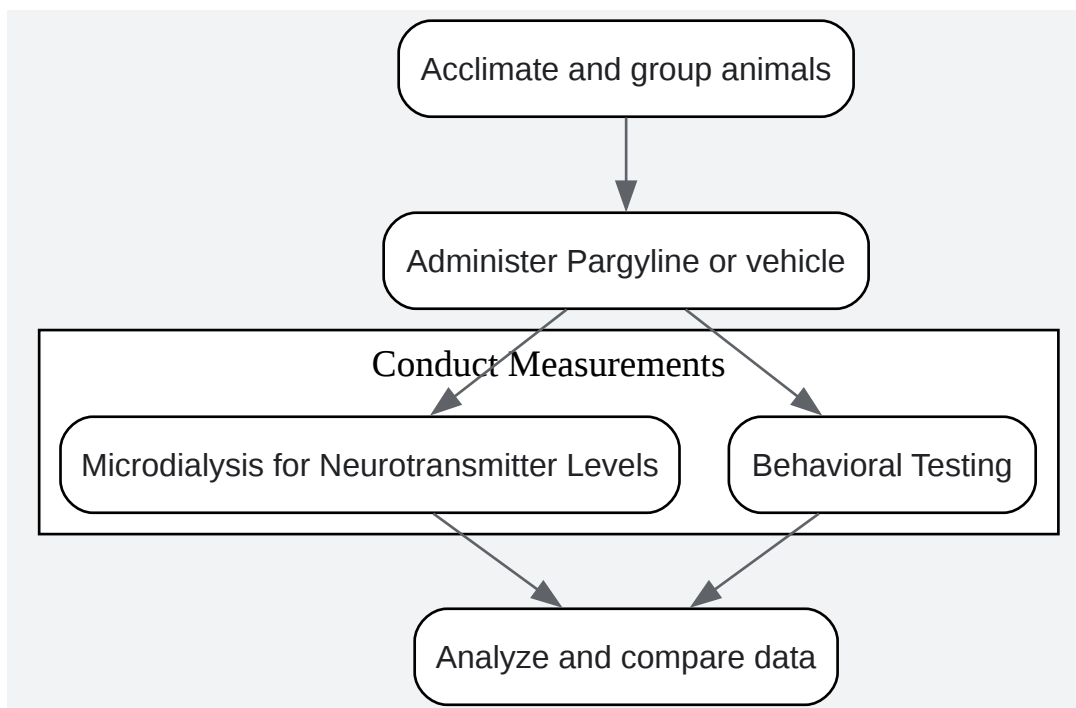 Acclimate and group animals
Administer Pargyline or vehicle
Conduct Measurements
Microdialysis for Neurotransmitter Levels
Behavioral Testing
Analyze and compare data